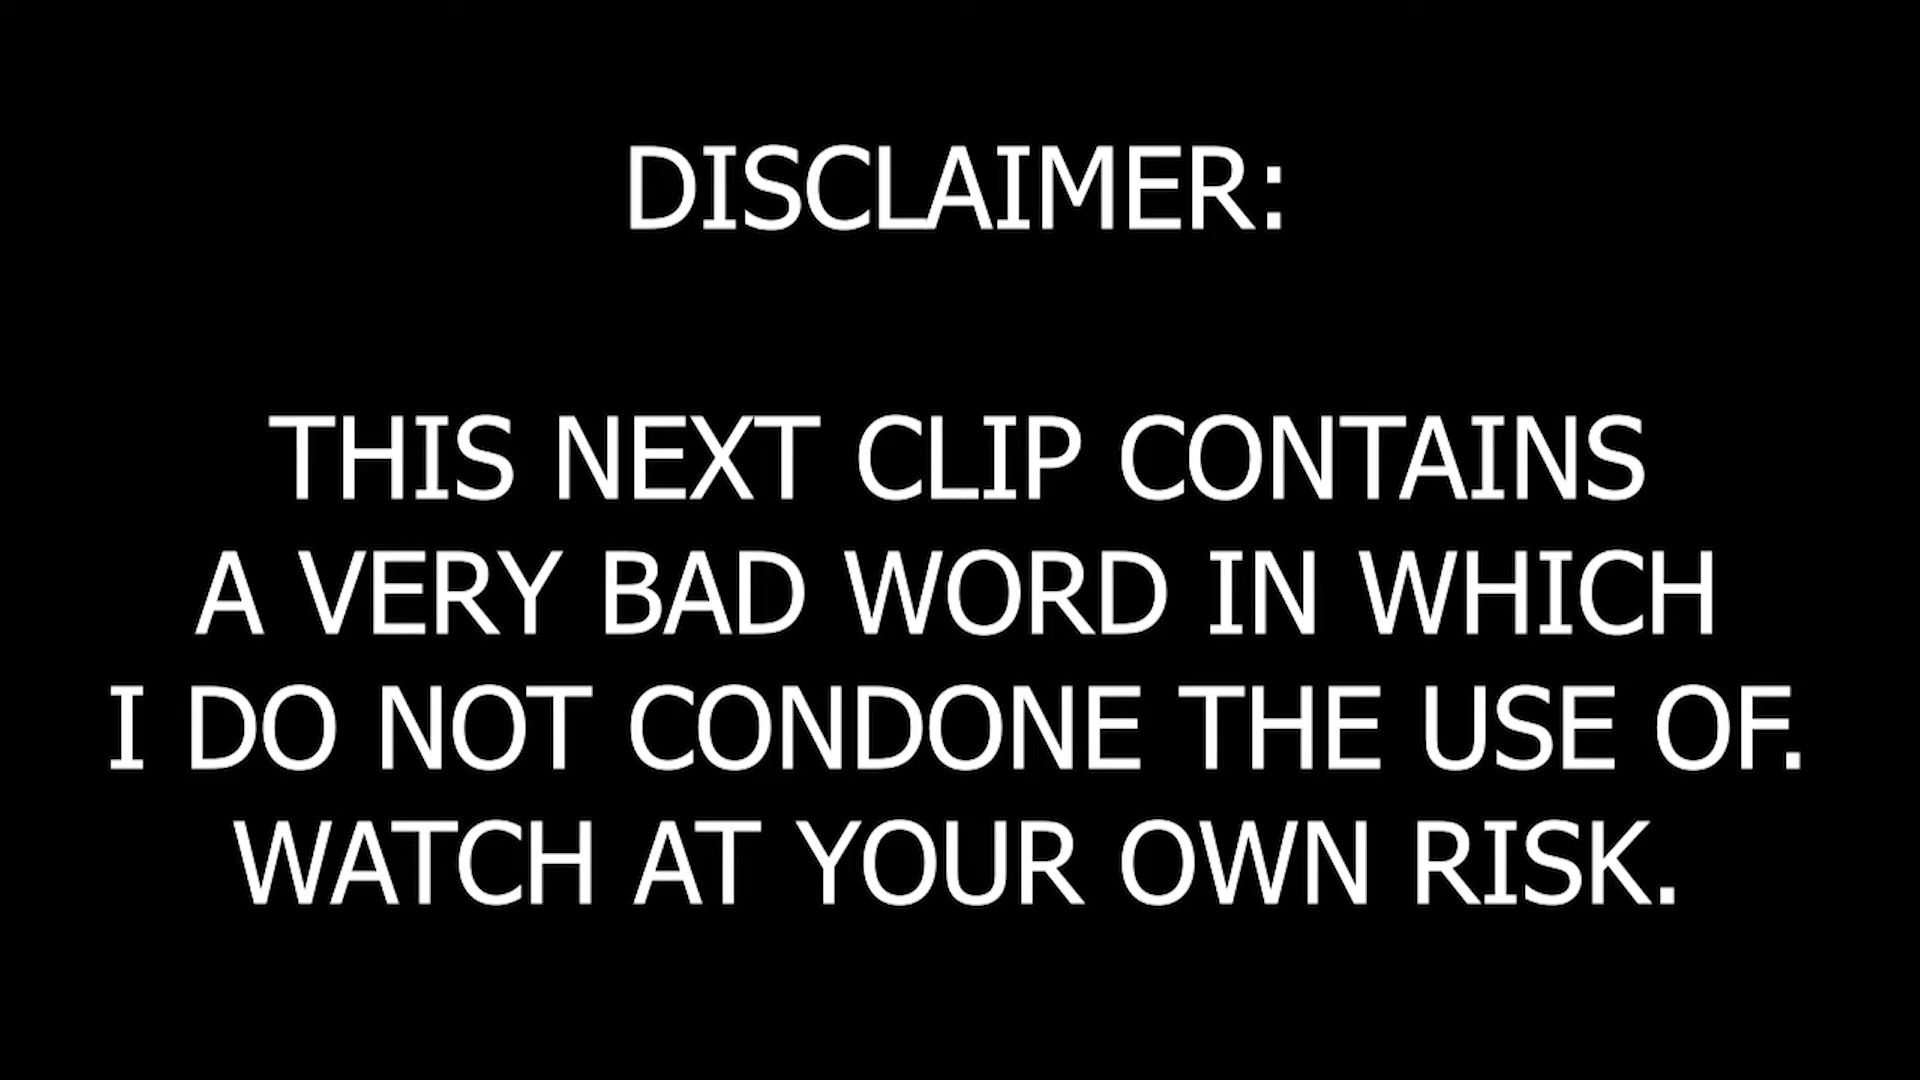 DISCLAIMER:
THIS NEXT CLIP CONTAINS
A VERY BAD WORD IN WHICH
I DO NOT CONDONE THE USE OF.
WATCH AT YOUR OWN RISK.